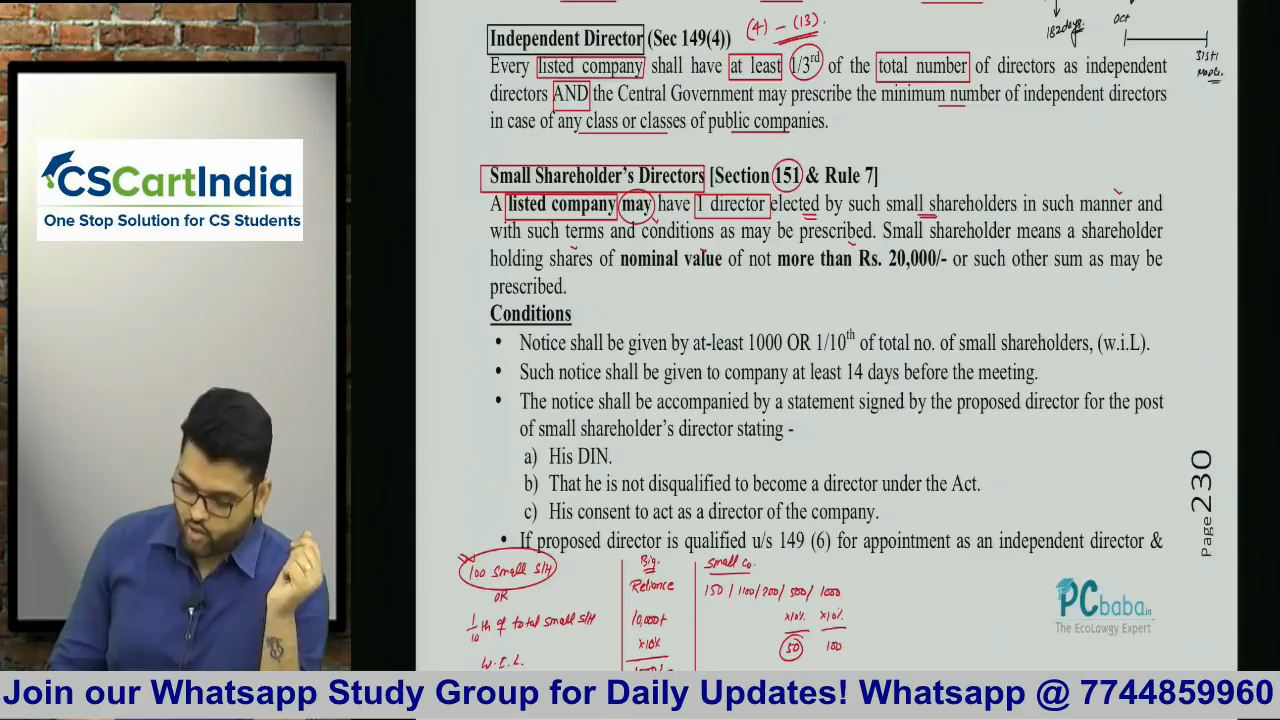 182 days
Oct
31st
March
(4) - (13).
Independent Director (Sec 149(4))
Every listed company shall have at least 1/3rd of the total number of directors as independent
directors AND the Central Government may prescribe the minimum number of independent directors
in case of any class or classes of public companies.
Small Shareholder's Directors [Section 151 & Rule 7]
A listed company may have 1 director elected by such small shareholders in such manner and
with such terms and conditions as may be prescribed. Small shareholder means a shareholder
holding shares of nominal value of not more than Rs. 20,000/- or such other sum as may be
prescribed.
Conditions
• Notice shall be given by at-least 1000 OR 1/10th of total no. of small shareholders, (w.i.L).
• Such notice shall be given to company at least 14 days before the meeting.
• The notice shall be accompanied by a statement signed by the proposed director for the post
of small shareholder's director stating -
a) His DIN.
b) That he is not disqualified to become a director under the Act.
c) His consent to act as a director of the company.
• If proposed director is qualified u/s 149 (6) for appointment as an independent director &
100 small S/H
OR
1/10 th of total small S/H
W.I.L.
Big.
Reliance
10,000+
×10%
Small Co.
150 / 1100 / 200 / 500 / 1000
×10% ×10%
50 100
Page 230
PCbaba.in
The EcoLawgy Expert
CSCartIndia
One Stop Solution for CS Students
Join our Whatsapp Study Group for Daily Updates! Whatsapp @ 7744859960